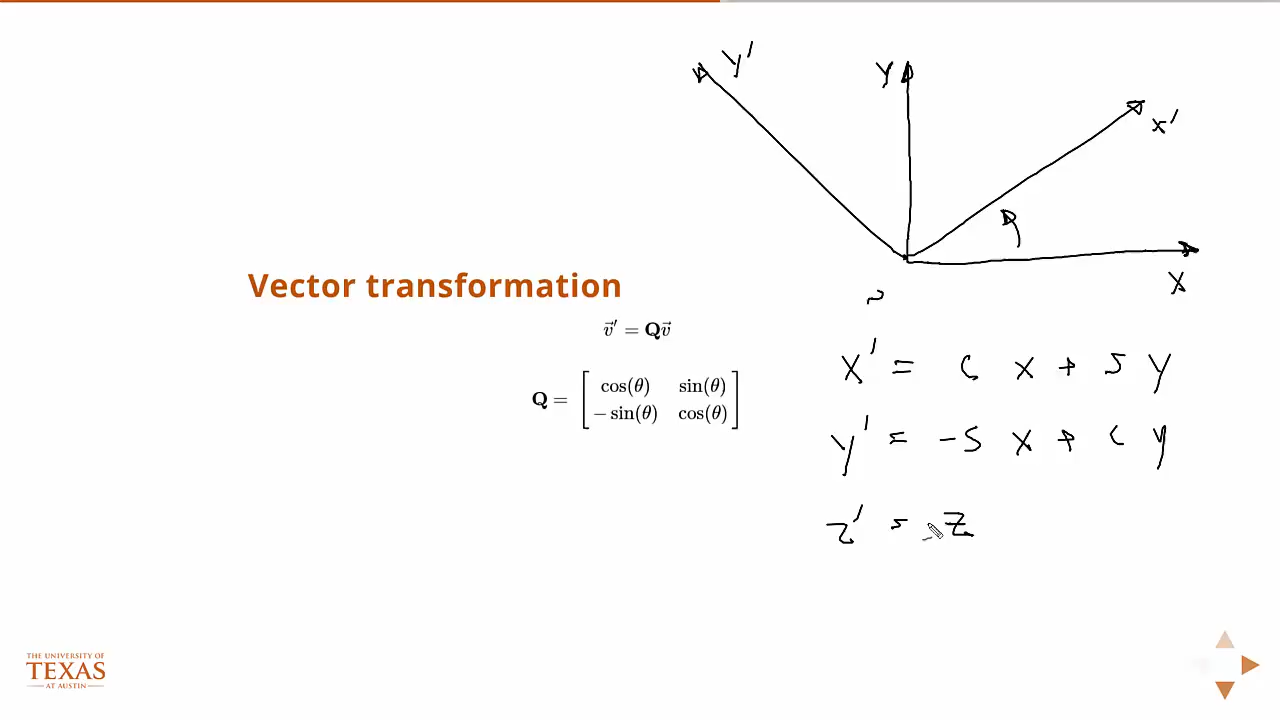 y'
Y
x'
X
Vector transformation
v⃗′ = Qv⃗
Q = [ cos(θ) sin(θ)
− sin(θ) cos(θ) ]
x' = c x + s y
y' = -s x + c y
z' = z
THE UNIVERSITY OF
TEXAS
AT AUSTIN